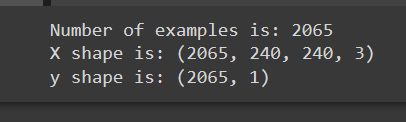 Number of examples is: 2065
X shape is: (2065, 240, 240, 3)
y shape is: (2065, 1)